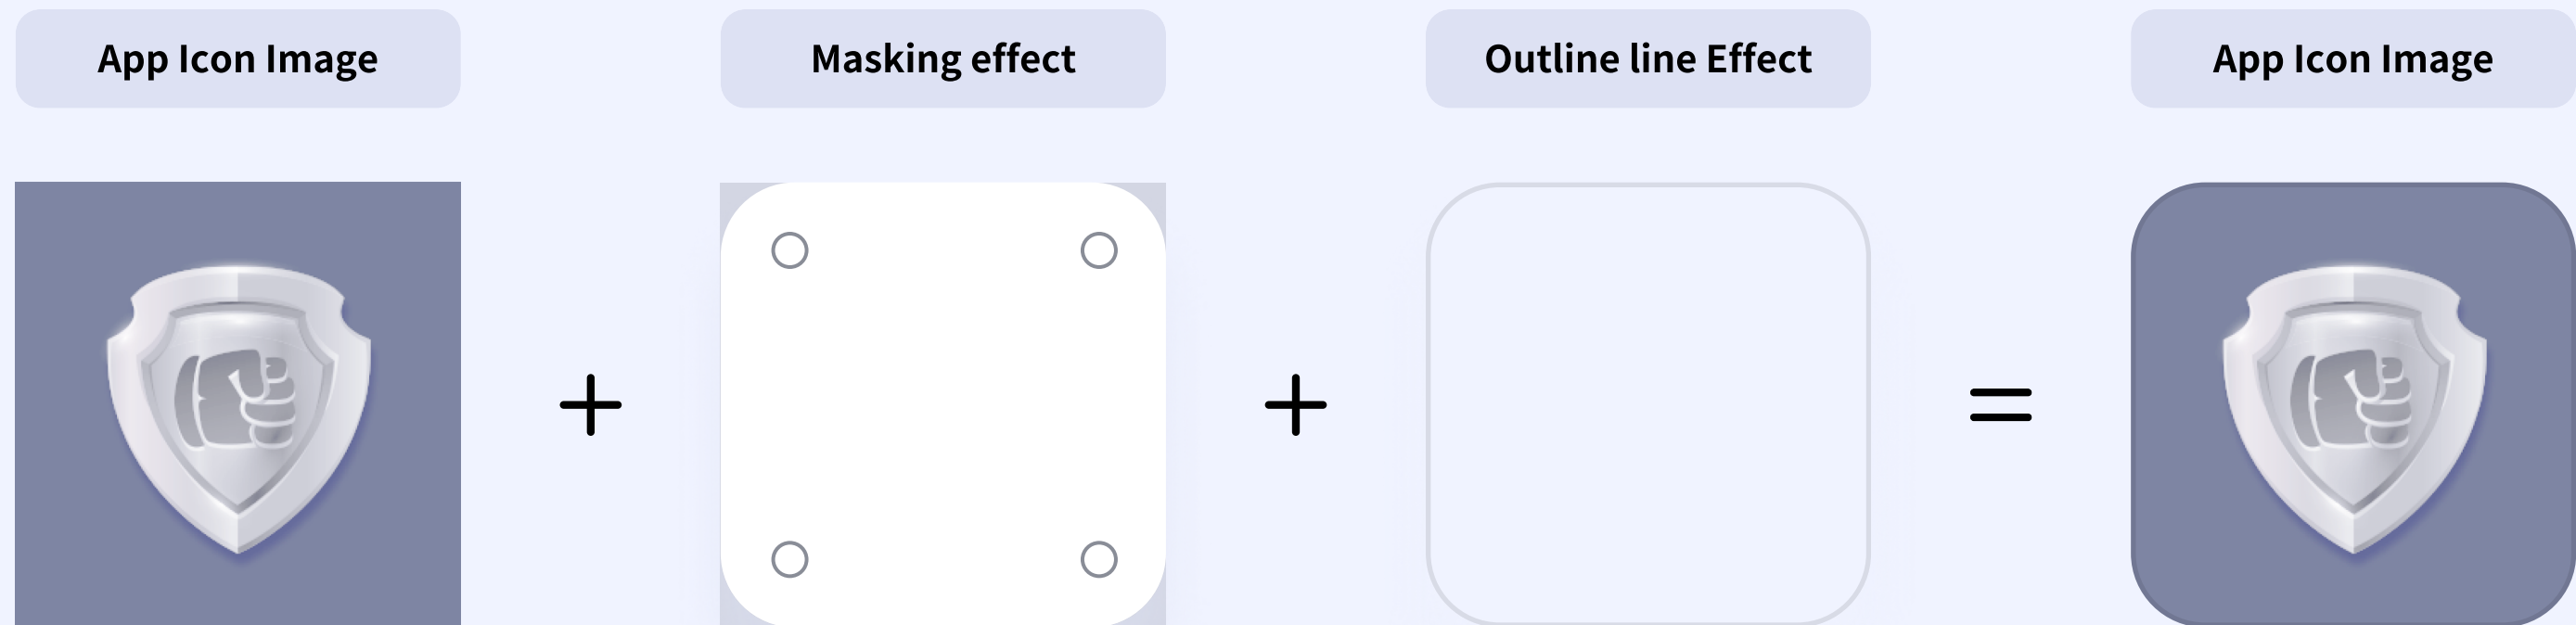 App Icon Image
Masking effect
Outline line Effect
App Icon Image